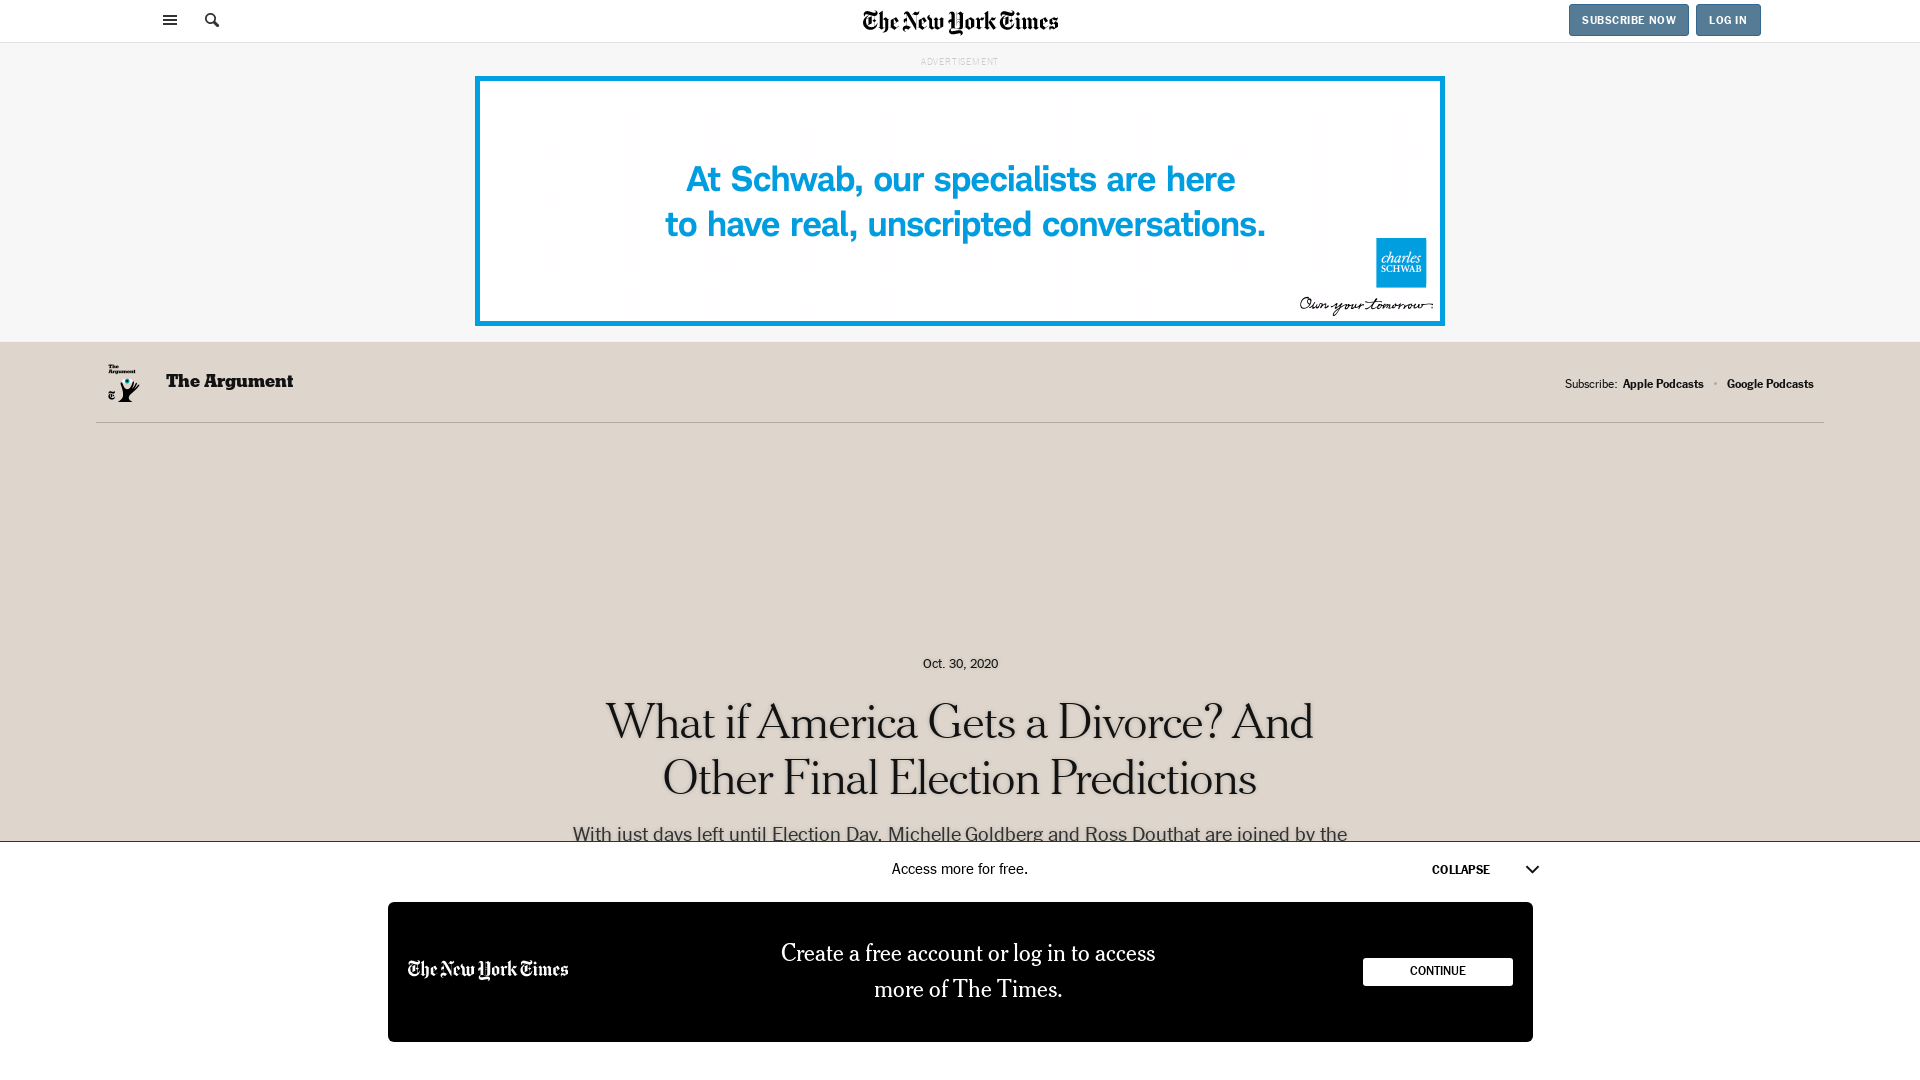 The New York Times
SUBSCRIBE NOW
LOG IN
ADVERTISEMENT
At Schwab, our specialists are here
to have real, unscripted conversations.
charles
SCHWAB
Own your tomorrow
The
Argument
The Argument
Subscribe: Apple Podcasts • Google Podcasts
Oct. 30, 2020
What if America Gets a Divorce? And
Other Final Election Predictions
With just days left until Election Day, Michelle Goldberg and Ross Douthat are joined by the
Access more for free.
COLLAPSE
The New York Times
Create a free account or log in to access
more of The Times.
CONTINUE